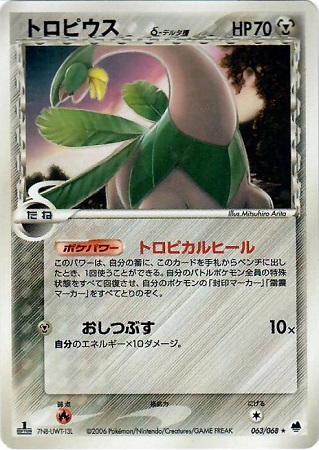 トロピウス δ-デルタ種 HP70
Illus. Mitsuhiro Arita
たね
ポケパワー トロピカルヒール
このパワーは、自分の番に、このカードを手札からベンチに出し
たとき、1回使うことができる。自分のバトルポケモン全員の特殊
状態をすべて回復させ、自分のポケモンの「封印マーカー」「雷震
マーカー」をすべてとりのぞく。
おしつぶす 10×
自分のエネルギー×10ダメージ。
弱点 抵抗力 にげる
1 EDITION 7N8-UWT-13L ©2006 Pokémon/Nintendo/Creatures/GAME FREAK 063/068 ★